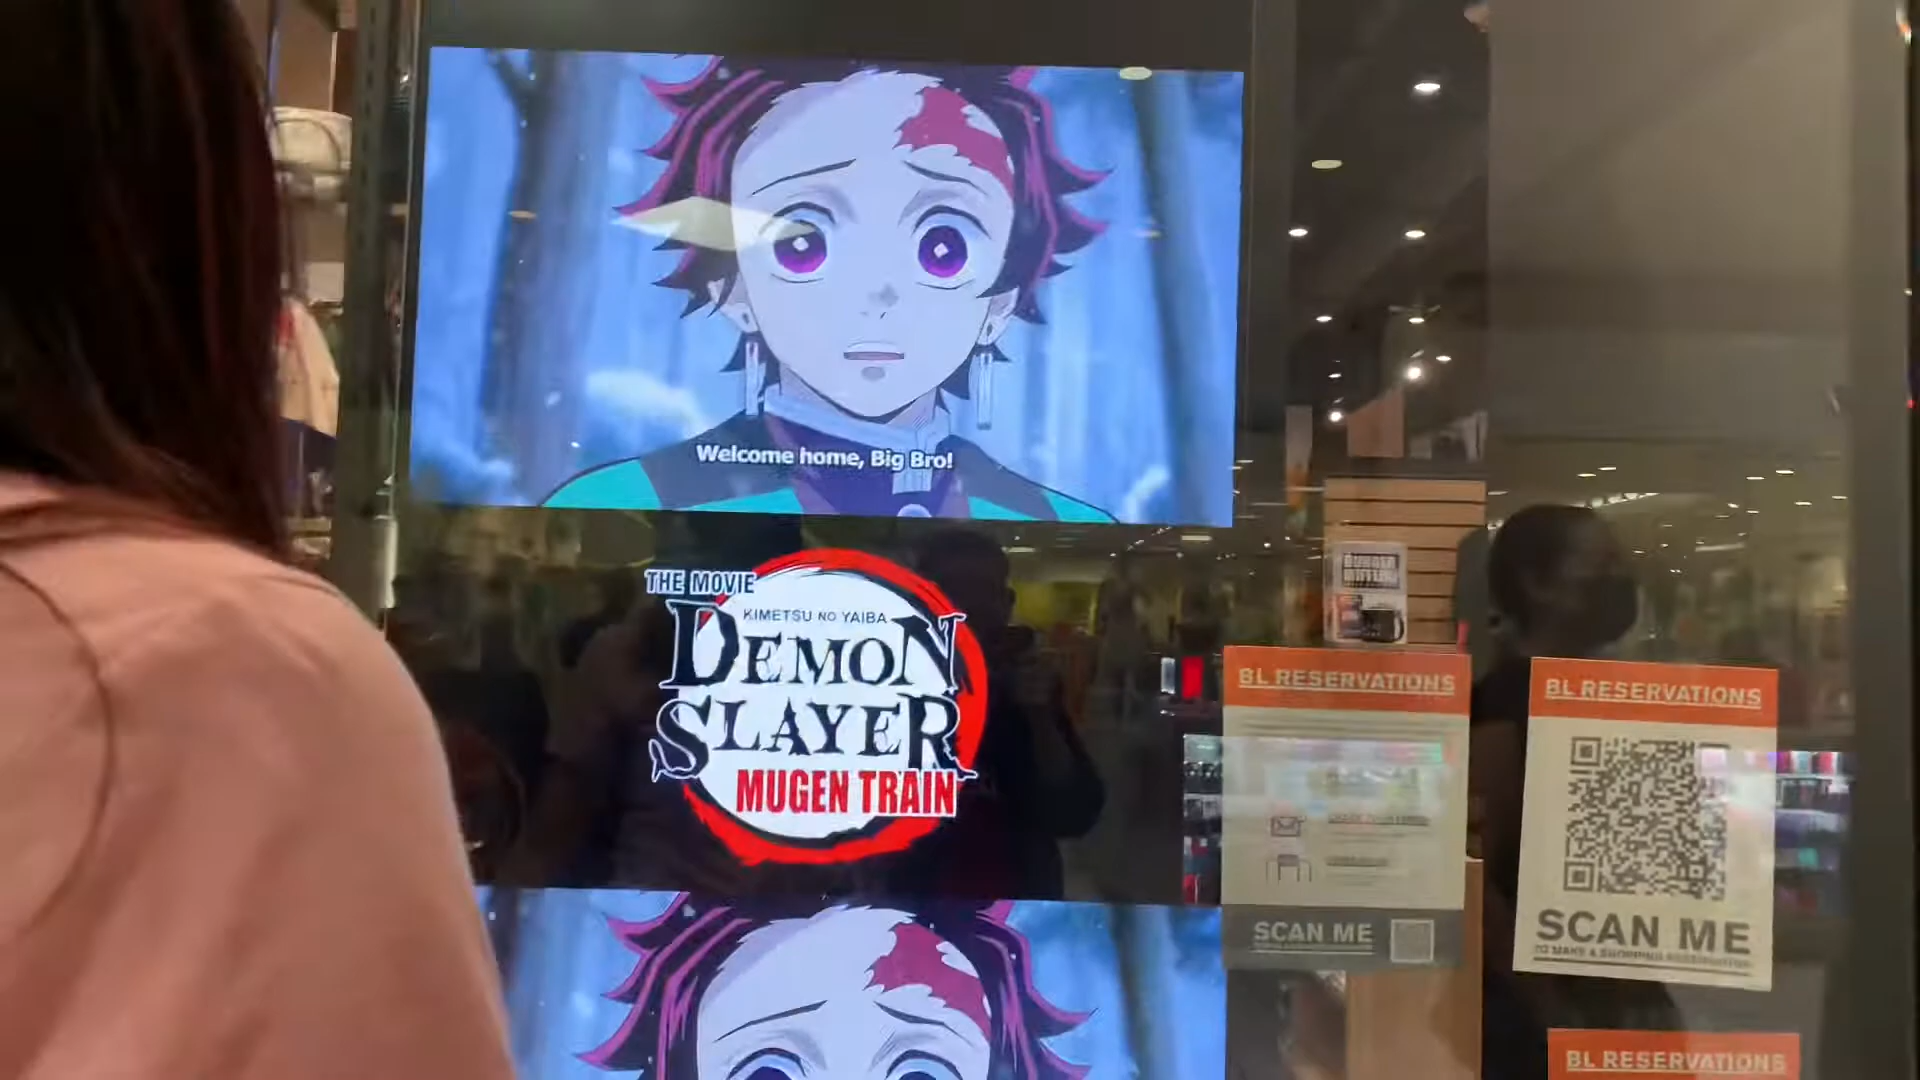 Welcome home, Big Bro!
THE MOVIE
KIMETSU NO YAIBA
DEMON
SLAYER
MUGEN TRAIN
BL RESERVATIONS
SCAN ME
BL RESERVATIONS
SCAN ME
TO MAKE A SHOPPING RESERVATION
BL RESERVATIONS